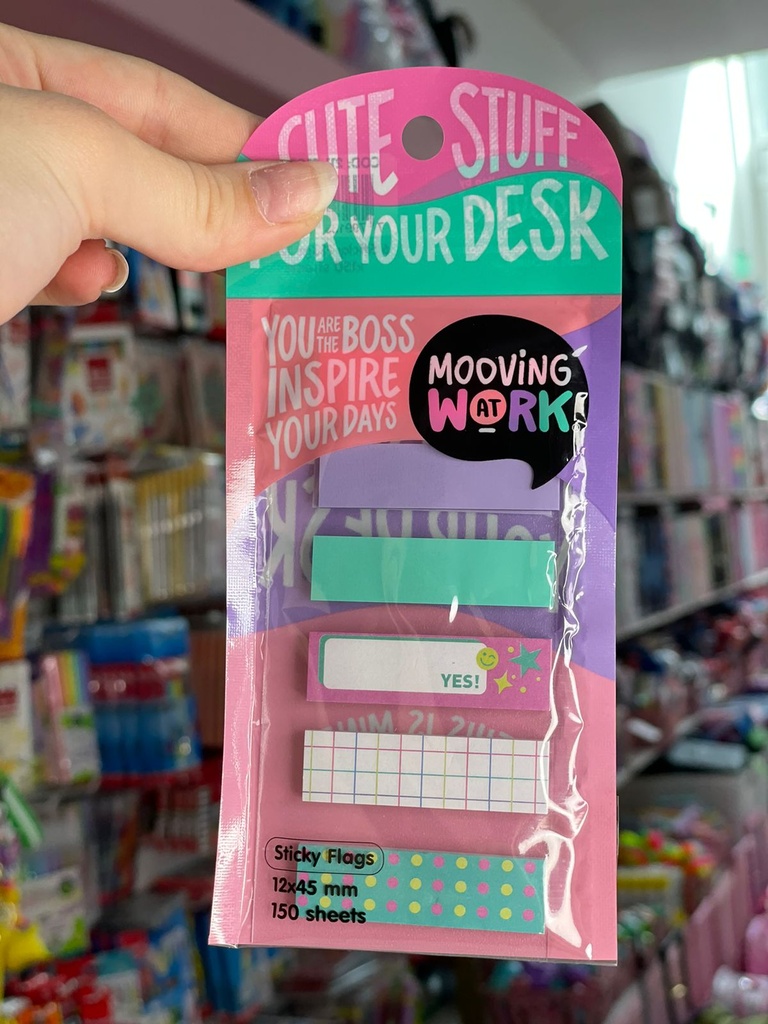 CUTE STUFF
FOR YOUR DESK
YOU ARE THE BOSS
INSPIRE
YOUR DAYS
MOOVING
AT
WORK
YES!
Sticky Flags
12x45 mm
150 sheets